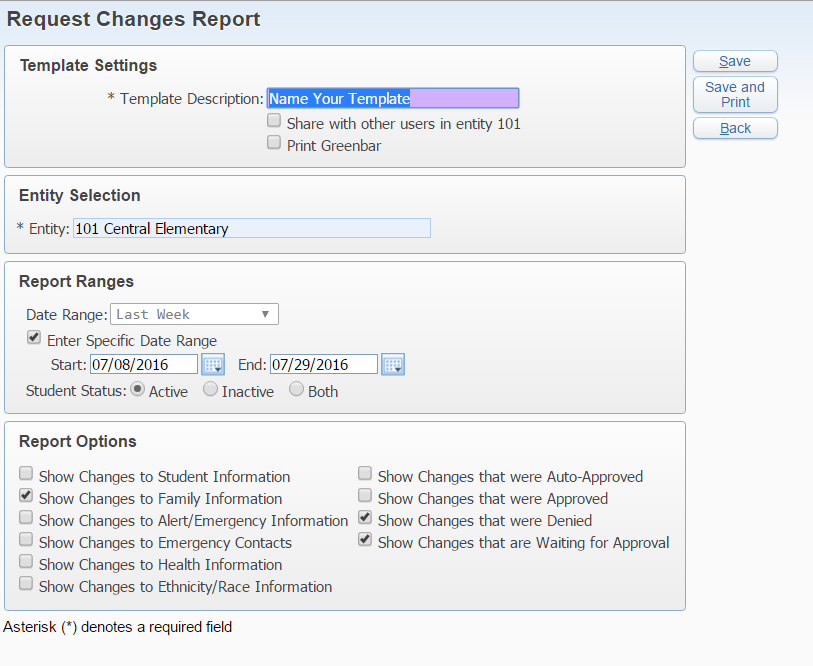 Request Changes Report
Template Settings
* Template Description: Name Your Template
Share with other users in entity 101
Print Greenbar
Save
Save and
Print
Back
Entity Selection
* Entity: 101 Central Elementary
Report Ranges
Date Range: Last Week
Enter Specific Date Range
Start: 07/08/2016 End: 07/29/2016
Student Status: Active Inactive Both
Report Options
Show Changes to Student Information
Show Changes to Family Information
Show Changes to Alert/Emergency Information
Show Changes to Emergency Contacts
Show Changes to Health Information
Show Changes to Ethnicity/Race Information
Show Changes that were Auto-Approved
Show Changes that were Approved
Show Changes that were Denied
Show Changes that are Waiting for Approval
Asterisk (*) denotes a required field